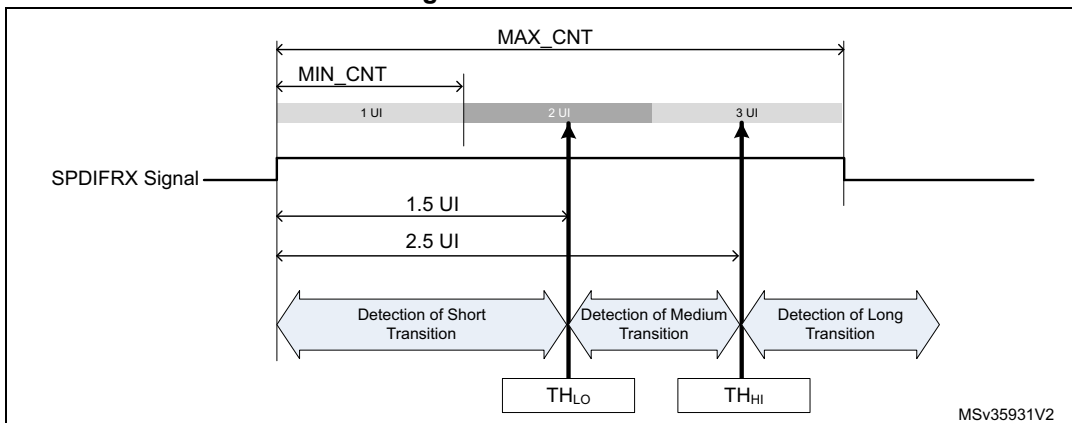 MAX_CNT
MIN_CNT
1 UI
2 UI
3 UI
SPDIFRX Signal
1.5 UI
2.5 UI
Detection of Short
Transition
Detection of Medium
Transition
Detection of Long
Transition
THLO
THHI
MSv35931V2